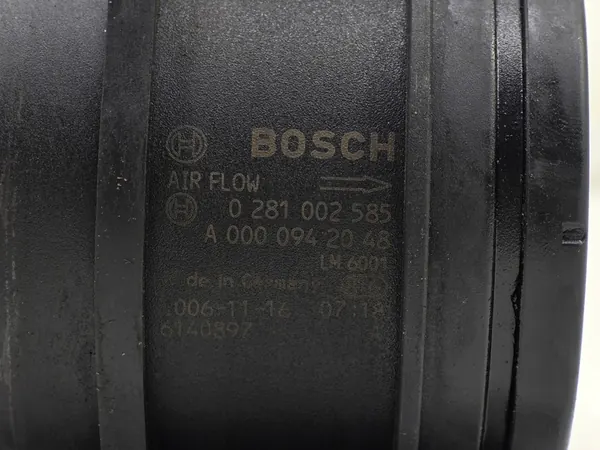 BOSCH
AIR FLOW
0 281 002 585
A 000 094 20 48
LM 6001
de in Germany
006-11-16 07:18
6140897